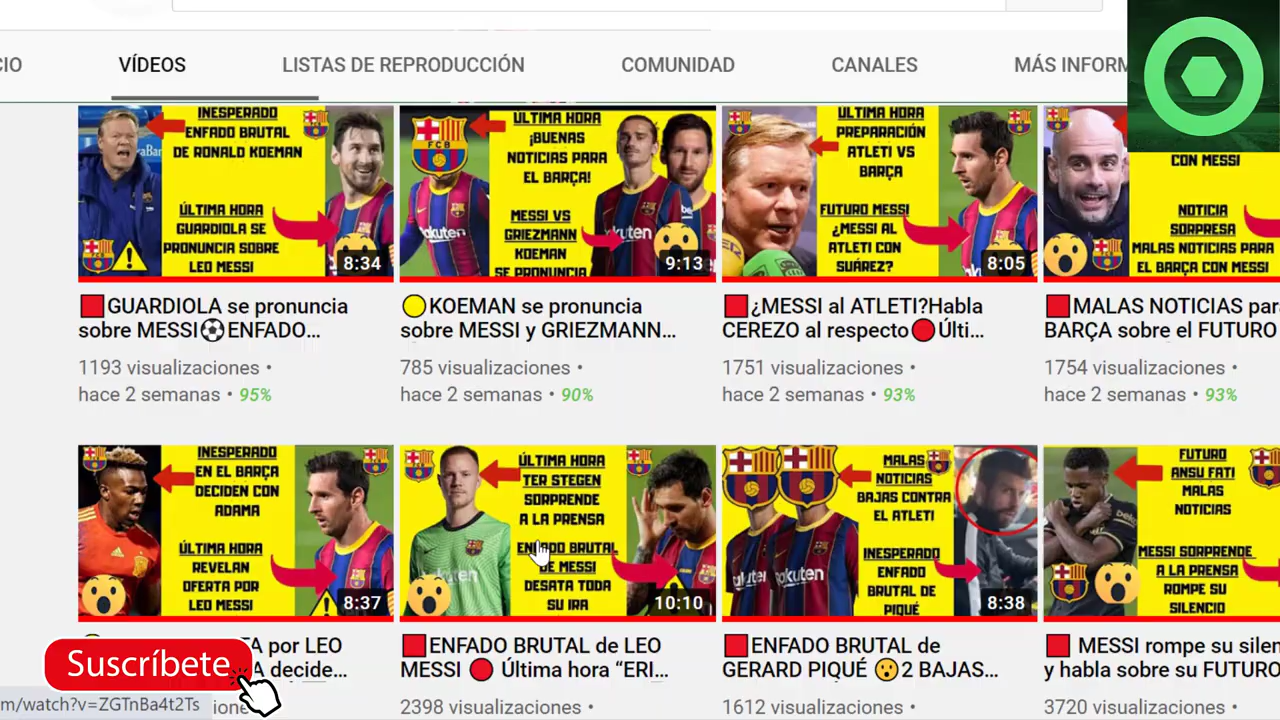 CIO
VÍDEOS
LISTAS DE REPRODUCCIÓN
COMUNIDAD
CANALES
MÁS INFORM
INESPERADO
ENFADO BRUTAL
DE RONALD KOEMAN
ÚLTIMA HORA
GUARDIOLA SE
PRONUNCIA SOBRE
LEO MESSI
8:34
FCB
ÚLTIMA HORA
¡BUENAS
NOTICIAS PARA
EL BARÇA!
MESSI VS
GRIEZMANN
KOEMAN
SE PRONUNCIA
Rakuten
9:13
ÚLTIMA HORA
PREPARACIÓN
ATLETI VS
BARÇA
FUTURO MESSI
¿MESSI AL
ATLETI CON
SUÁREZ?
8:05
CON MESSI
NOTICIA
SORPRESA
MALAS NOTICIAS PARA
EL BARÇA CON MESSI
GUARDIOLA se pronuncia
sobre MESSI⚽ENFADO...
1193 visualizaciones •
hace 2 semanas • 95%
KOEMAN se pronuncia
sobre MESSI y GRIEZMANN...
785 visualizaciones •
hace 2 semanas • 90%
¿MESSI al ATLETI?Habla
CEREZO al respecto🔴Últi...
1751 visualizaciones •
hace 2 semanas • 93%
MALAS NOTICIAS para
BARÇA sobre el FUTURO
1754 visualizaciones •
hace 2 semanas • 93%
INESPERADO
EN EL BARÇA
DECIDEN CON
ADAMA
ÚLTIMA HORA
REVELAN
OFERTA POR
LEO MESSI
8:37
ÚLTIMA HORA
TER STEGEN
SORPRENDE
A LA PRENSA
ENFADO BRUTAL
DE MESSI
DESATA TODA
SU IRA
10:10
MALAS
NOTICIAS
BAJAS CONTRA
EL ATLETI
INESPERADO
ENFADO
BRUTAL DE
PIQUÉ
8:38
FUTURO
ANSU FATI
MALAS
NOTICIAS
MESSI SORPRENDE
A LA PRENSA
ROMPE SU
SILENCIO
TA por LEO
A decide...
ENFADO BRUTAL de LEO
MESSI 🔴 Última hora “ERI...
2398 visualizaciones •
ENFADO BRUTAL de
GERARD PIQUÉ 😮2 BAJAS...
1612 visualizaciones •
MESSI rompe su silen
y habla sobre su FUTURO
3720 visualizaciones •
Suscríbete
m/watch?v=ZGTnBa4t2Ts